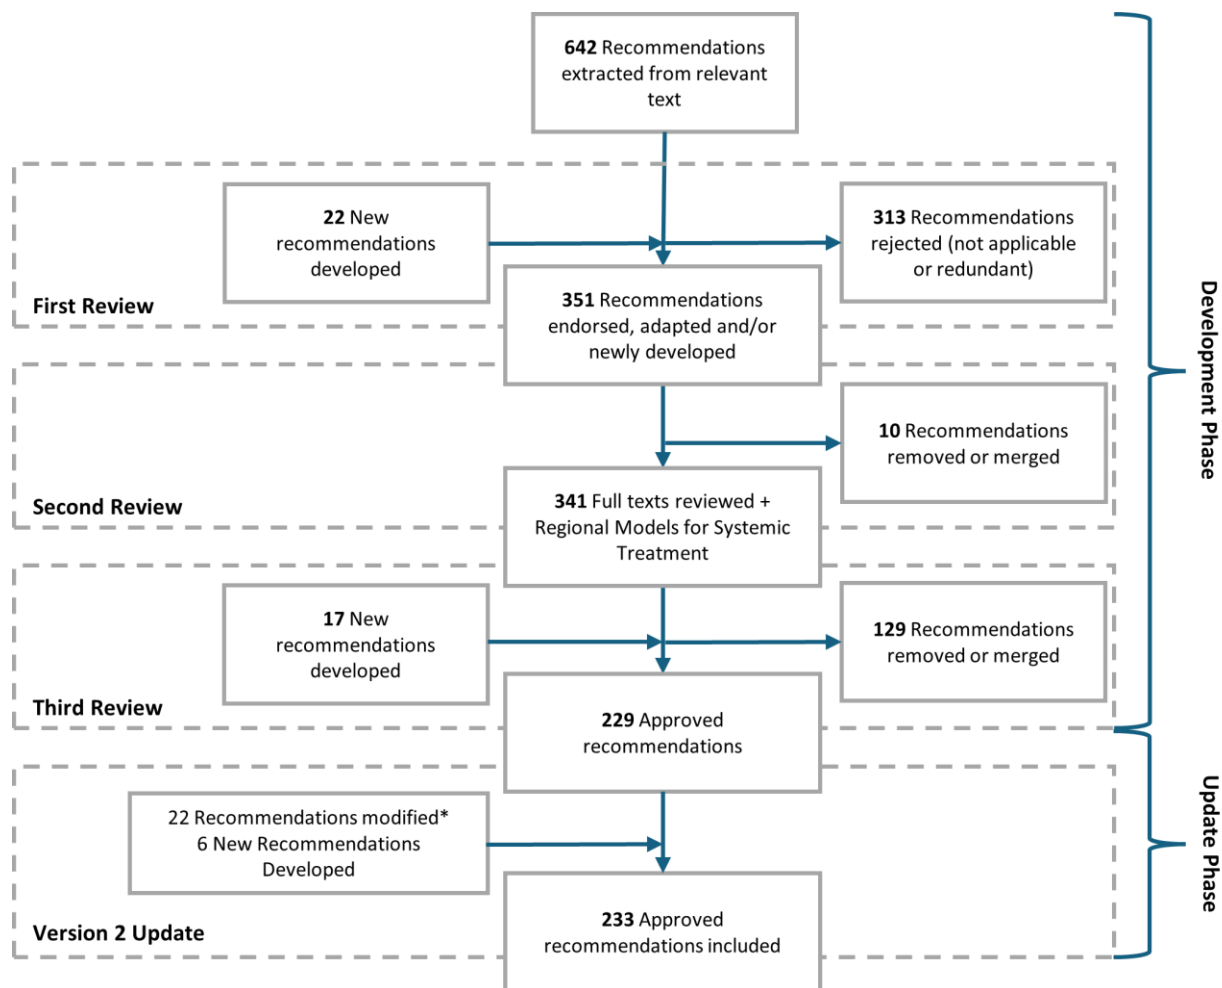 642 Recommendations
extracted from relevant
text
22 New
recommendations
developed
313 Recommendations
rejected (not applicable
or redundant)
First Review
351 Recommendations
endorsed, adapted and/or
newly developed
10 Recommendations
removed or merged
Second Review
341 Full texts reviewed +
Regional Models for Systemic
Treatment
17 New
recommendations
developed
129 Recommendations
removed or merged
Third Review
229 Approved
recommendations
22 Recommendations modified*
6 New Recommendations
Developed
Version 2 Update
233 Approved
recommendations included
Development Phase
Update Phase